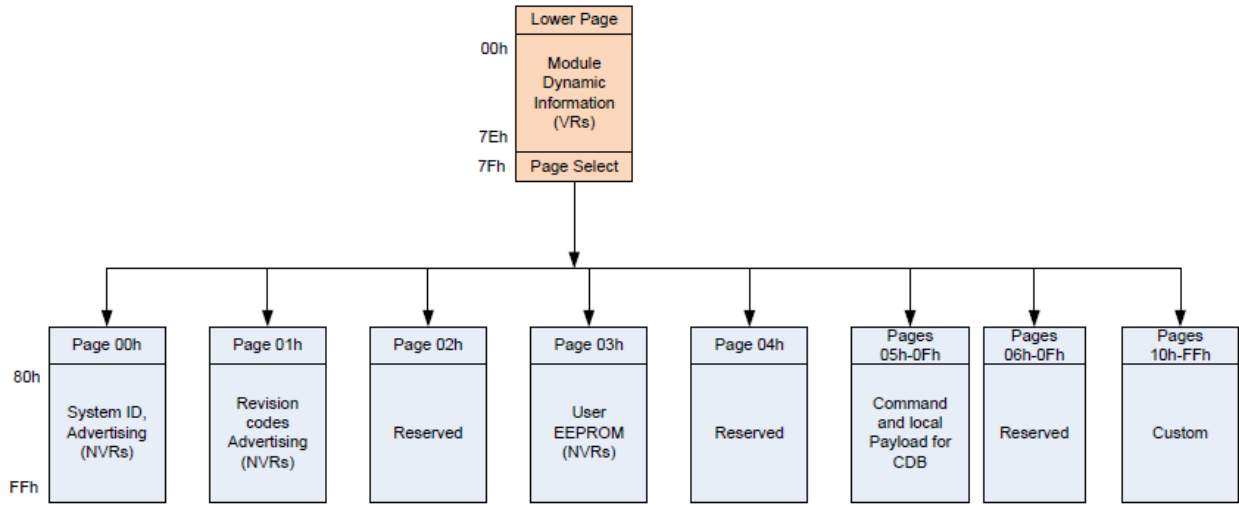 Lower Page
00h
Module
Dynamic
Information
(VRs)
7Eh
7Fh
Page Select
Page 00h
Page 01h
Page 02h
Page 03h
Page 04h
Pages
05h-0Fh
Pages
06h-0Fh
Pages
10h-FFh
80h
System ID,
Advertising
(NVRs)
Revision
codes
Advertising
(NVRs)
Reserved
User
EEPROM
(NVRs)
Reserved
Command
and local
Payload for
CDB
Reserved
Custom
FFh